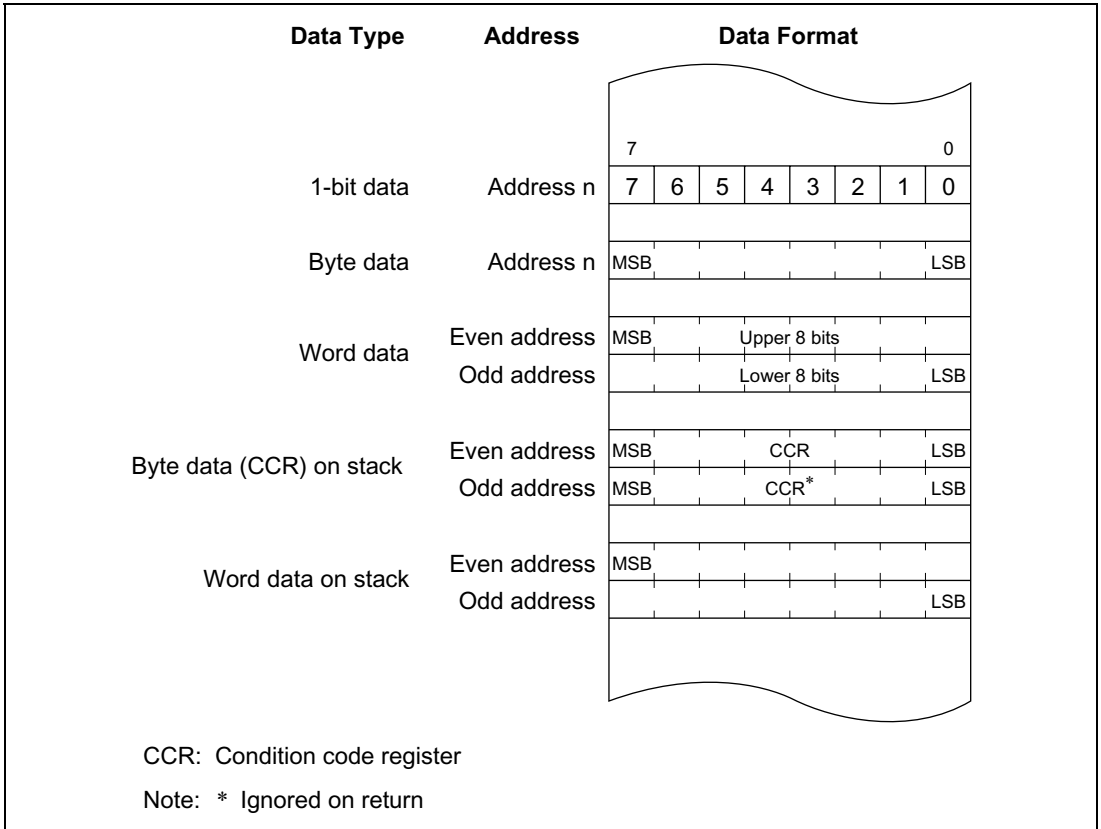 Data Type Address Data Format
7 0
1-bit data Address n 7 6 5 4 3 2 1 0
Byte data Address n MSB LSB
Word data
Even address MSB Upper 8 bits
Odd address Lower 8 bits LSB
Byte data (CCR) on stack
Even address MSB CCR LSB
Odd address MSB CCR* LSB
Word data on stack
Even address MSB
Odd address LSB
CCR: Condition code register
Note: * Ignored on return